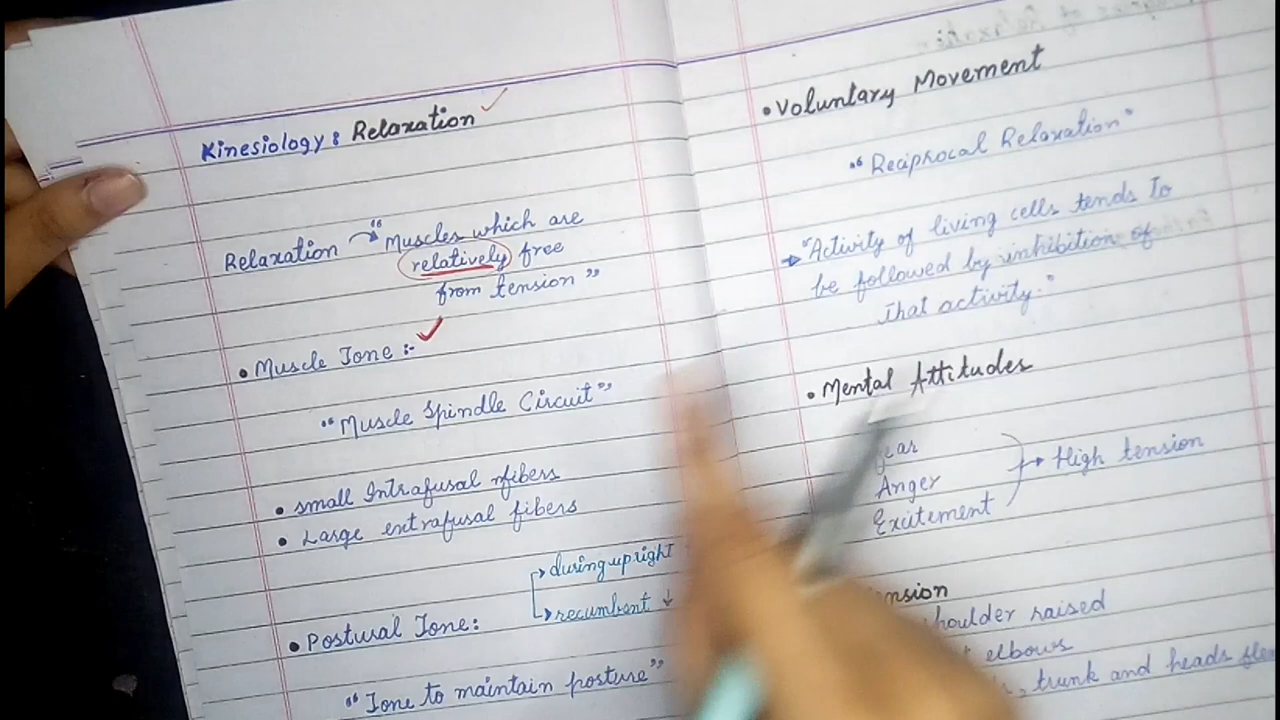 Kinesiology: Relaxation
Relaxation → "Muscles which are
relatively free
from tension"
• Muscle Tone :-
"Muscle Spindle Circuit"
• small Intrafusal fibers
• Large extrafusal fibers
• Postural Tone:
→ during upright ↑
→ recumbent ↓
"Tone to maintain posture"
• Voluntary Movement
"Reciprocal Relaxation"
→ "Activity of living cells tends to
be followed by inhibition of
that activity."
• Mental Attitudes
Anger
Excitement
→ High tension
raised
elbows
, trunk and heads